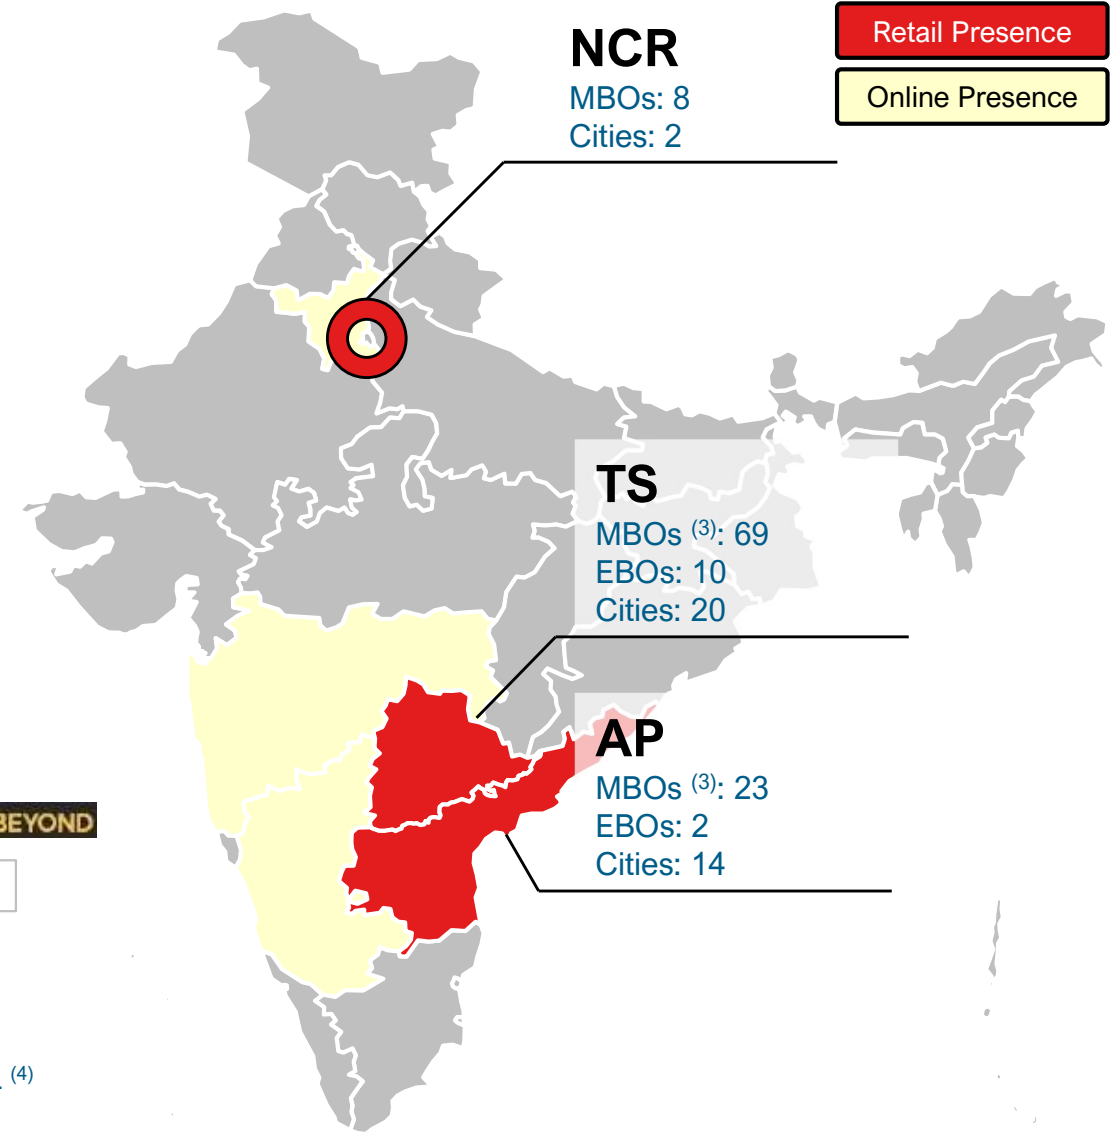 NCR
MBOs: 8
Cities: 2
Retail Presence
Online Presence
TS
MBOs (3): 69
EBOs: 10
Cities: 20
AP
MBOs (3): 23
EBOs: 2
Cities: 14
BEYOND
(4)